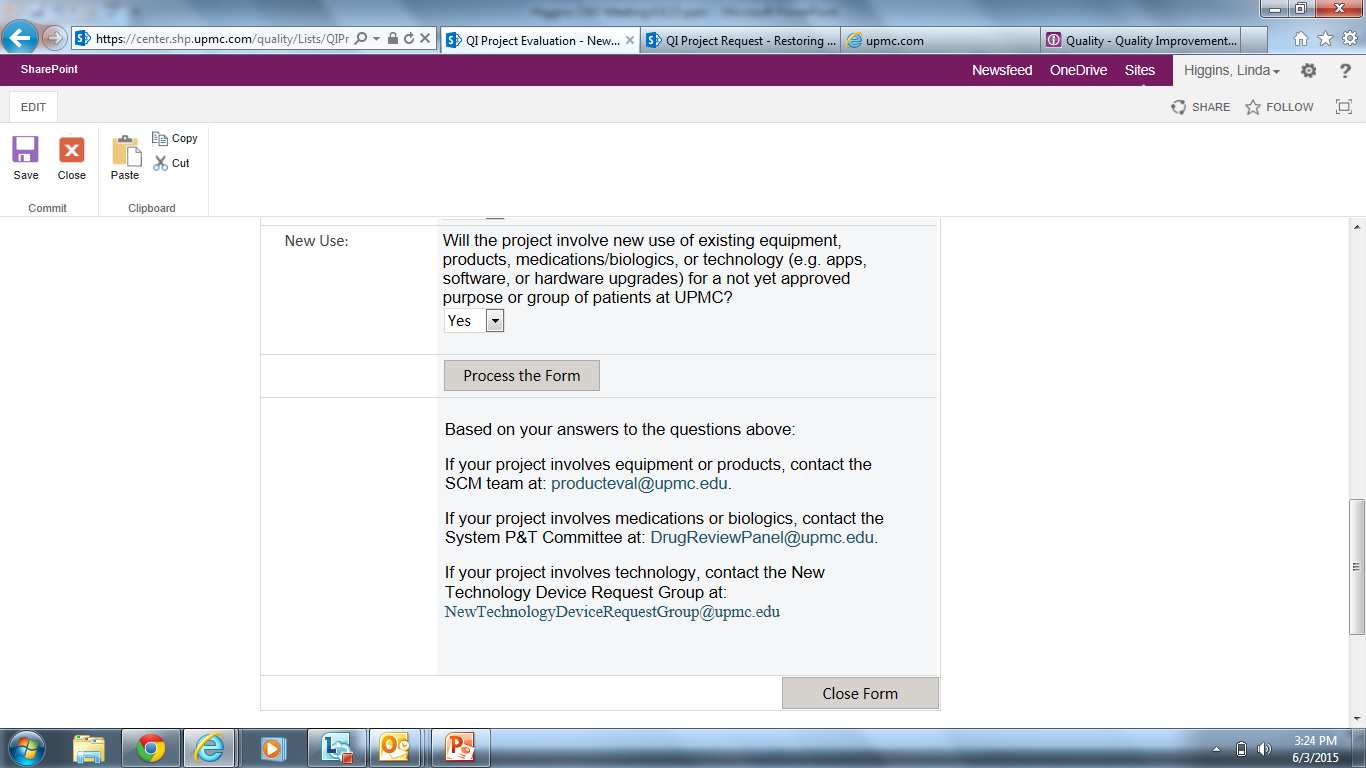 https://center.shp.upmc.com/quality/Lists/QIPr
QI Project Evaluation - New...
QI Project Request - Restoring ...
upmc.com
Quality - Quality Improvement...
SharePoint
Newsfeed
OneDrive
Sites
Higgins, Linda
EDIT
SHARE
FOLLOW
Save
Close
Paste
Copy
Cut
Commit
Clipboard
New Use:
Will the project involve new use of existing equipment,
products, medications/biologics, or technology (e.g. apps,
software, or hardware upgrades) for a not yet approved
purpose or group of patients at UPMC?
Yes
Process the Form
Based on your answers to the questions above:
If your project involves equipment or products, contact the
SCM team at: producteval@upmc.edu.
If your project involves medications or biologics, contact the
System P&T Committee at: DrugReviewPanel@upmc.edu.
If your project involves technology, contact the New
Technology Device Request Group at:
NewTechnologyDeviceRequestGroup@upmc.edu
Close Form
3:24 PM
6/3/2015